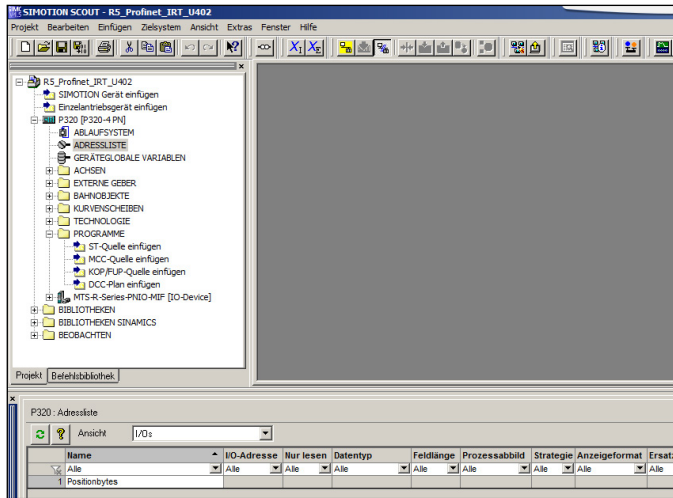 SIMOTION SCOUT - R5_Profinet_IRT_U402
Projekt Bearbeiten Einfügen Zielsystem Ansicht Extras Fenster Hilfe
R5_Profinet_IRT_U402
SIMOTION Gerät einfügen
Einzelantriebsgerät einfügen
P320 [P320-4 PN]
ABLAUFSYSTEM
ADRESSLISTE
GERÄTEGLOBALE VARIABLEN
ACHSEN
EXTERNE GEBER
BAHNOBJEKTE
KURVENSCHEIBEN
TECHNOLOGIE
PROGRAMME
ST-Quelle einfügen
MCC-Quelle einfügen
KOP/FUP-Quelle einfügen
DCC-Plan einfügen
MTS-R-Series-PNIO-MIF [IO-Device]
BIBLIOTHEKEN
BIBLIOTHEKEN SINAMICS
BEOBACHTEN
Projekt Befehlsbibliothek
P320 : Adressliste
Ansicht I/Os
Name I/O-Adresse Nur lesen Datentyp Feldlänge Prozessabbild Strategie Anzeigeformat Ersatz
Alle Alle Alle Alle Alle Alle Alle Alle Alle
1 Positionbytes